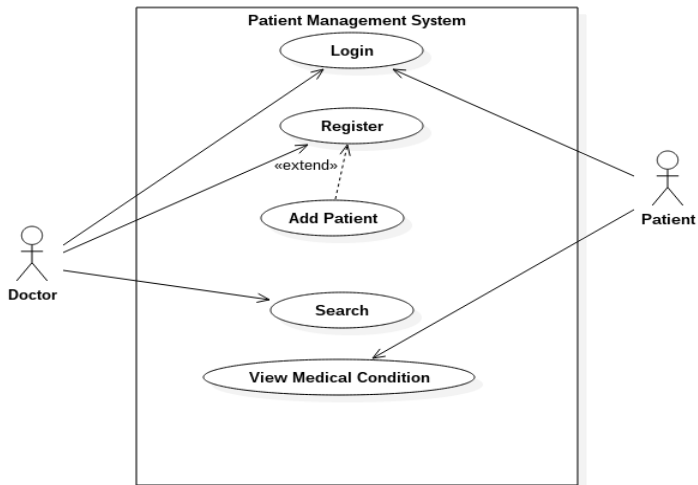 Patient Management System
Login
Register
«extend»
Add Patient
Patient
Doctor
Search
View Medical Condition